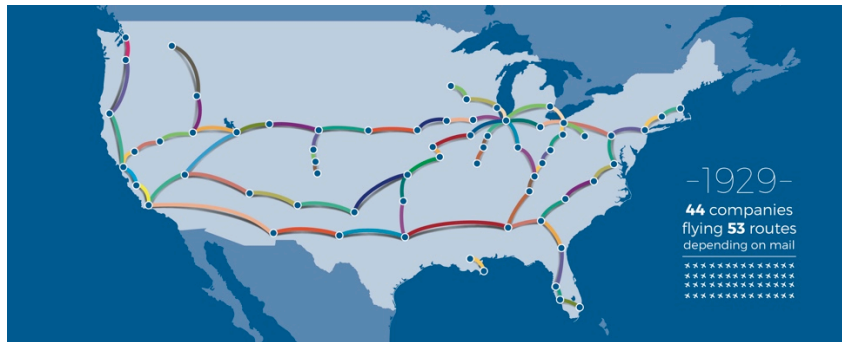 –1929–
44 companies
flying 53 routes
depending on mail